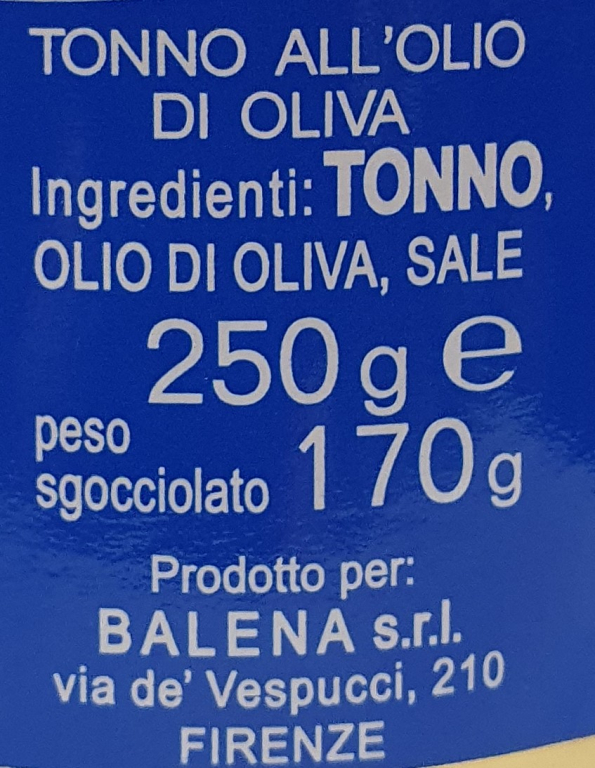 TONNO ALL'OLIO
DI OLIVA
Ingredienti: TONNO,
OLIO DI OLIVA, SALE
250 g ℮
peso
sgocciolato 170g
Prodotto per:
BALENA s.r.l.
via de' Vespucci, 210
FIRENZE